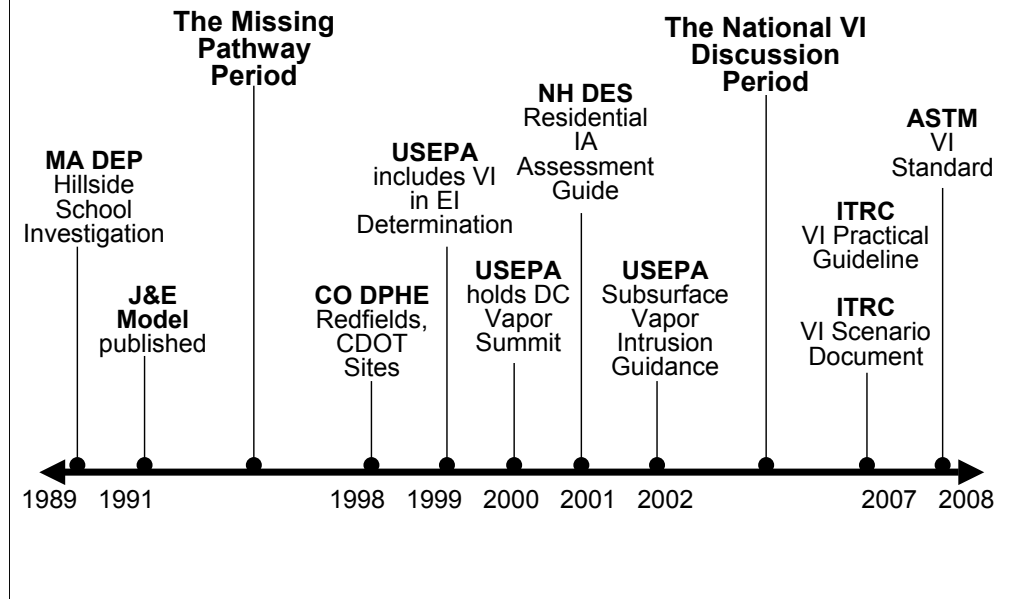 The Missing
Pathway
Period
The National VI
Discussion
Period
MA DEP
Hillside
School
Investigation
J&E
Model
published
CO DPHE
Redfields,
CDOT
Sites
USEPA
includes VI
in EI
Determination
USEPA
holds DC
Vapor
Summit
NH DES
Residential
IA
Assessment
Guide
USEPA
Subsurface
Vapor
Intrusion
Guidance
ITRC
VI Practical
Guideline
ITRC
VI Scenario
Document
ASTM
VI
Standard
1989 1991 1998 1999 2000 2001 2002 2007 2008